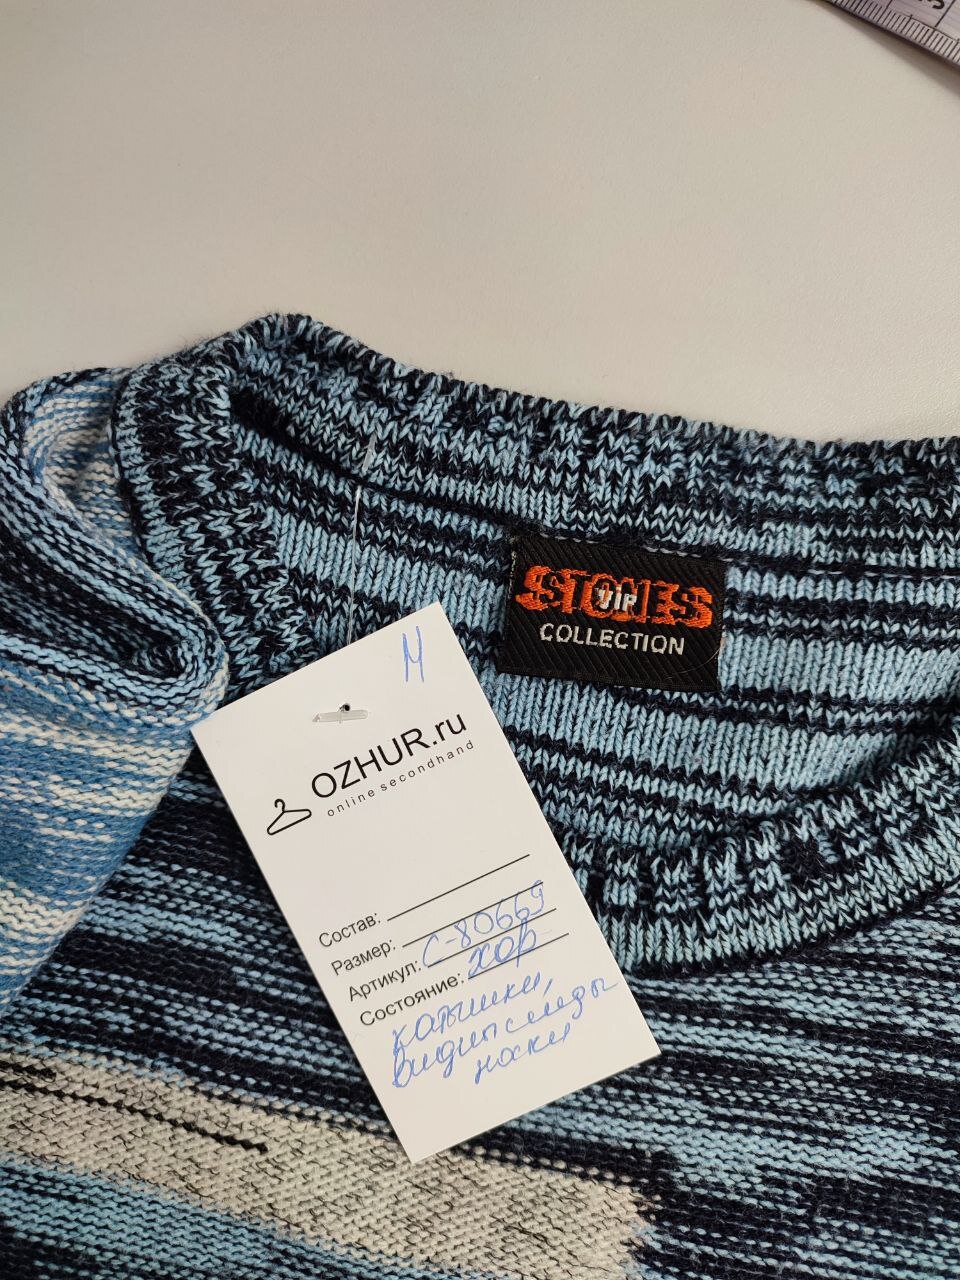 STONES
VIP
COLLECTION
М
OZHUR.ru
online secondhand
Состав:
Размер:
Артикул: С-80669
Состояние: хор
катышки,
видны следы
носки